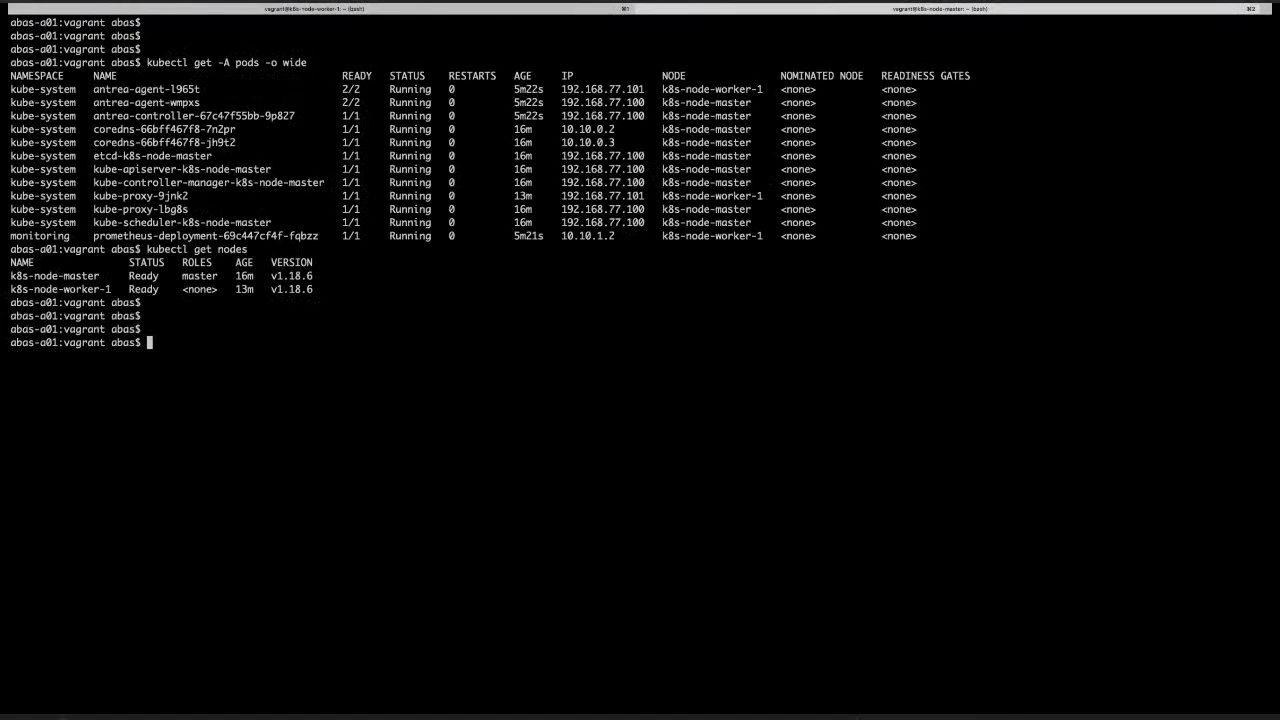 vagrant@k8s-node-worker-1: ~ (bash) ⌘1 vagrant@k8s-node-master: ~ (bash) ⌘2
abas-a01:vagrant abas$
abas-a01:vagrant abas$
abas-a01:vagrant abas$
abas-a01:vagrant abas$ kubectl get -A pods -o wide
NAMESPACE NAME READY STATUS RESTARTS AGE IP NODE NOMINATED NODE READINESS GATES
kube-system antrea-agent-l965t 2/2 Running 0 5m22s 192.168.77.101 k8s-node-worker-1 <none> <none>
kube-system antrea-agent-wmpxs 2/2 Running 0 5m22s 192.168.77.100 k8s-node-master <none> <none>
kube-system antrea-controller-67c47f55bb-9p827 1/1 Running 0 5m22s 192.168.77.100 k8s-node-master <none> <none>
kube-system coredns-66bff467f8-7n2pr 1/1 Running 0 16m 10.10.0.2 k8s-node-master <none> <none>
kube-system coredns-66bff467f8-jh9t2 1/1 Running 0 16m 10.10.0.3 k8s-node-master <none> <none>
kube-system etcd-k8s-node-master 1/1 Running 0 16m 192.168.77.100 k8s-node-master <none> <none>
kube-system kube-apiserver-k8s-node-master 1/1 Running 0 16m 192.168.77.100 k8s-node-master <none> <none>
kube-system kube-controller-manager-k8s-node-master 1/1 Running 0 16m 192.168.77.100 k8s-node-master <none> <none>
kube-system kube-proxy-9jnk2 1/1 Running 0 13m 192.168.77.101 k8s-node-worker-1 <none> <none>
kube-system kube-proxy-lbg8s 1/1 Running 0 16m 192.168.77.100 k8s-node-master <none> <none>
kube-system kube-scheduler-k8s-node-master 1/1 Running 0 16m 192.168.77.100 k8s-node-master <none> <none>
monitoring prometheus-deployment-69c447cf4f-fqbzz 1/1 Running 0 5m21s 10.10.1.2 k8s-node-worker-1 <none> <none>
abas-a01:vagrant abas$ kubectl get nodes
NAME STATUS ROLES AGE VERSION
k8s-node-master Ready master 16m v1.18.6
k8s-node-worker-1 Ready <none> 13m v1.18.6
abas-a01:vagrant abas$
abas-a01:vagrant abas$
abas-a01:vagrant abas$
abas-a01:vagrant abas$